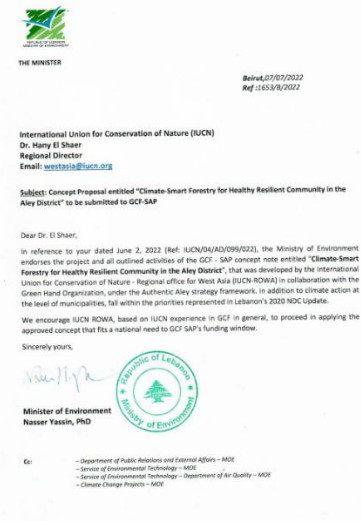 REPUBLIC OF LEBANON
MINISTRY OF ENVIRONMENT
THE MINISTER
Beirut,07/07/2022
Ref :1653/B/2022
International Union for Conservation of Nature (IUCN)
Dr. Hany El Shaer
Regional Director
Email: westasia@iucn.org
Subject: Concept Proposal entitled "Climate-Smart Forestry for Healthy Resilient Community in the
Aley District" to be submitted to GCF-SAP
Dear Dr. El Shaer,
In reference to your dated June 2, 2022 (Ref: IUCN/04/AD/099/022), the Ministry of Environment
endorses the project and all outlined activities of the GCF - SAP concept note entitled "Climate-Smart
Forestry for Healthy Resilient Community in the Aley District", that was developed by the International
Union for Conservation of Nature - Regional office for West Asia (IUCN-ROWA) in collaboration with the
Green Hand Organization, under the Authentic Aley strategy framework. In addition to climate action at
the level of municipalities, fall within the priorities represented in Lebanon's 2020 NDC Update.
We encourage IUCN ROWA, based on IUCN experience in GCF in general, to proceed in applying the
approved concept that fits a national need to GCF SAP's funding window.
Sincerely yours,
Republic of Lebanon
Ministry of Environment
Minister of Environment
Nasser Yassin, PhD
Cc:
– Department of Public Relations and External Affairs – MOE
– Service of Environmental Technology – MOE
– Service of Environmental Technology – Department of Air Quality – MOE
– Climate Change Projects – MOE